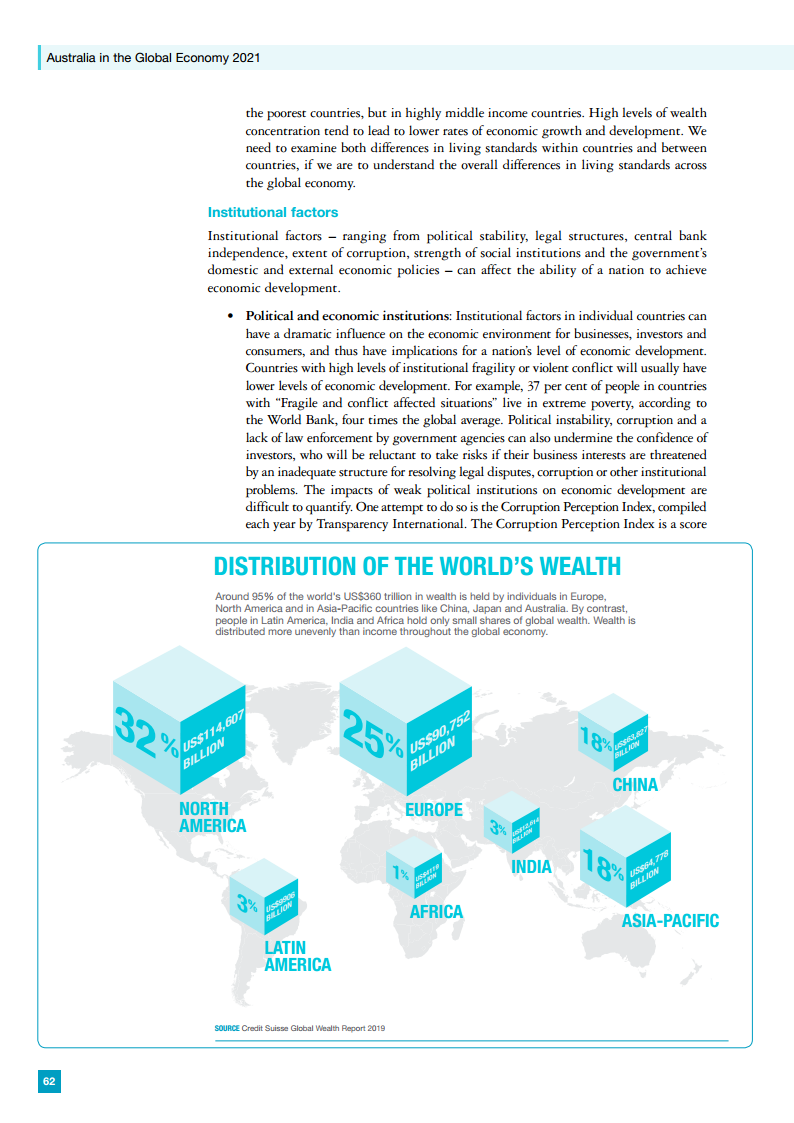 Australia in the Global Economy 2021
the poorest countries, but in highly middle income countries. High levels of wealth
concentration tend to lead to lower rates of economic growth and development. We
need to examine both differences in living standards within countries and between
countries, if we are to understand the overall differences in living standards across
the global economy.
Institutional factors
Institutional factors – ranging from political stability, legal structures, central bank
independence, extent of corruption, strength of social institutions and the government's
domestic and external economic policies – can affect the ability of a nation to achieve
economic development.
• Political and economic institutions: Institutional factors in individual countries can
have a dramatic influence on the economic environment for businesses, investors and
consumers, and thus have implications for a nation's level of economic development.
Countries with high levels of institutional fragility or violent conflict will usually have
lower levels of economic development. For example, 37 per cent of people in countries
with "Fragile and conflict affected situations" live in extreme poverty, according to
the World Bank, four times the global average. Political instability, corruption and a
lack of law enforcement by government agencies can also undermine the confidence of
investors, who will be reluctant to take risks if their business interests are threatened
by an inadequate structure for resolving legal disputes, corruption or other institutional
problems. The impacts of weak political institutions on economic development are
difficult to quantify. One attempt to do so is the Corruption Perception Index, compiled
each year by Transparency International. The Corruption Perception Index is a score
DISTRIBUTION OF THE WORLD'S WEALTH
Around 95% of the world's US$360 trillion in wealth is held by individuals in Europe,
North America and in Asia-Pacific countries like China, Japan and Australia. By contrast,
people in Latin America, India and Africa hold only small shares of global wealth. Wealth is
distributed more unevenly than income throughout the global economy.
32%
US$114,607
BILLION
NORTH
AMERICA
25%
US$90,752
BILLION
EUROPE
18%
BILLION
CHINA
3%
BILLION
INDIA
18%
US$64,778
BILLION
ASIA-PACIFIC
1%
BILLION
AFRICA
3%
BILLION
LATIN
AMERICA
SOURCE Credit Suisse Global Wealth Report 2019
62